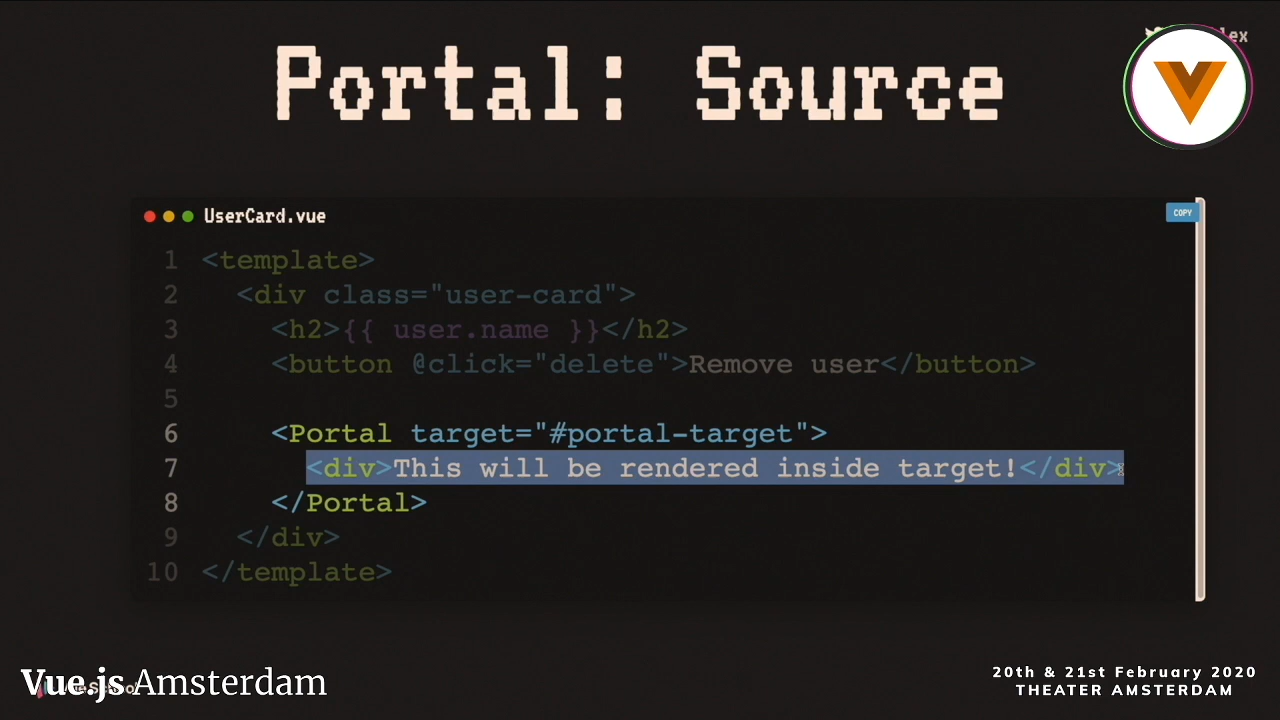 Portal: Source
UserCard.vue
COPY
1 <template>
2 <div class="user-card">
3 <h2>{{ user.name }}</h2>
4 <button @click="delete">Remove user</button>
5
6 <Portal target="#portal-target">
7 <div>This will be rendered inside target!</div>
8 </Portal>
9 </div>
10 </template>
Vue.js Amsterdam
20th & 21st February 2020
THEATER AMSTERDAM